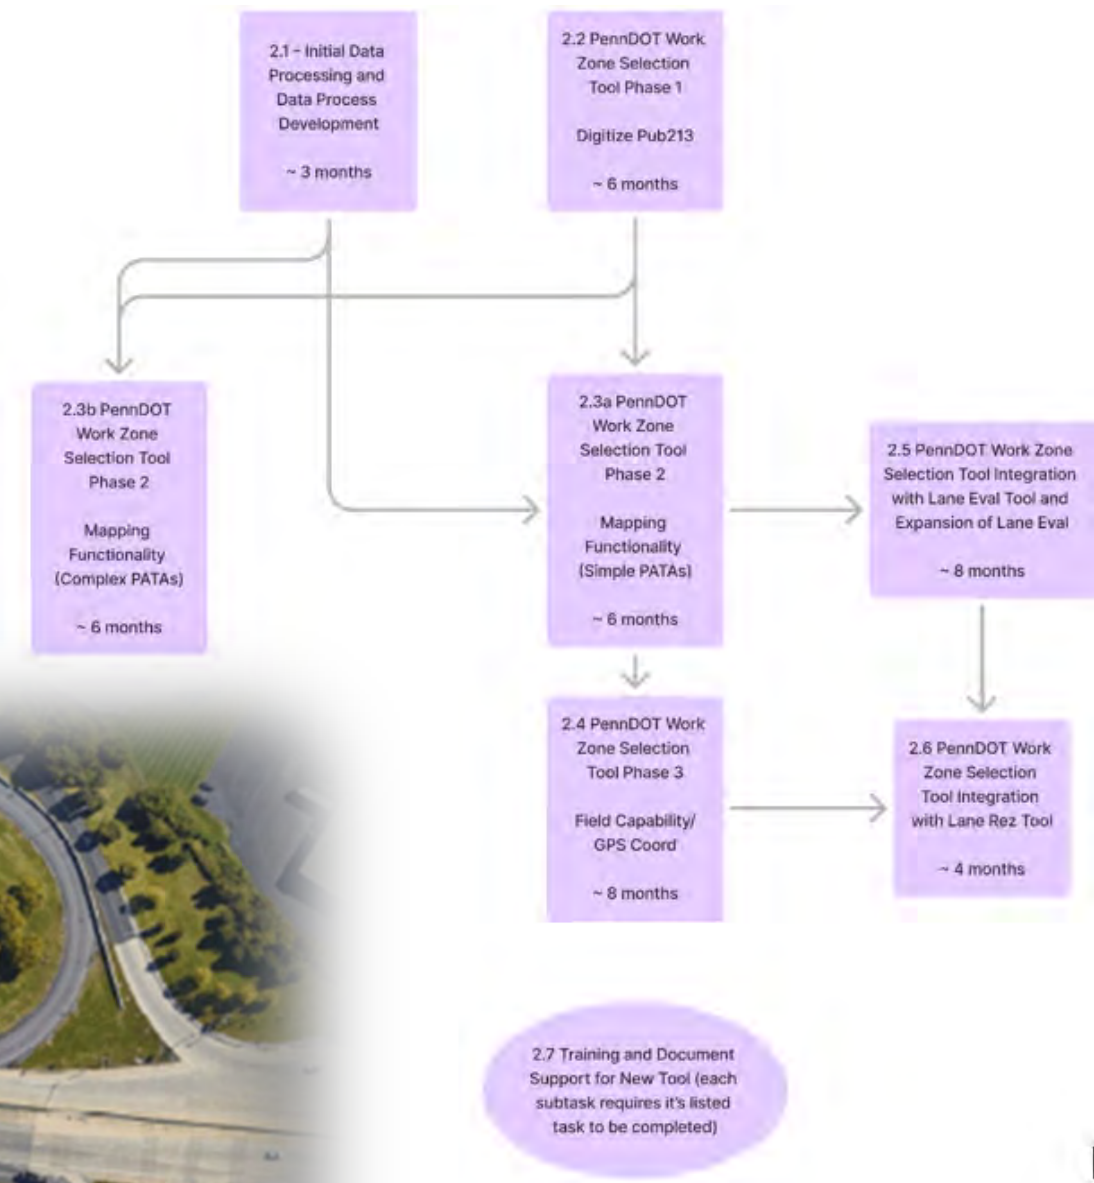 2.1 - Initial Data
Processing and
Data Process
Development
~ 3 months
2.2 PennDOT Work
Zone Selection
Tool Phase 1
Digitize Pub213
~ 6 months
2.3b PennDOT
Work Zone
Selection Tool
Phase 2
Mapping
Functionality
(Complex PATAs)
~ 6 months
2.3a PennDOT
Work Zone
Selection Tool
Phase 2
Mapping
Functionality
(Simple PATAs)
~ 6 months
2.5 PennDOT Work Zone
Selection Tool Integration
with Lane Eval Tool and
Expansion of Lane Eval
~ 8 months
2.4 PennDOT Work
Zone Selection
Tool Phase 3
Field Capability/
GPS Coord
~ 8 months
2.6 PennDOT Work
Zone Selection
Tool Integration
with Lane Rez Tool
~ 4 months
2.7 Training and Document
Support for New Tool (each
subtask requires it's listed
task to be completed)